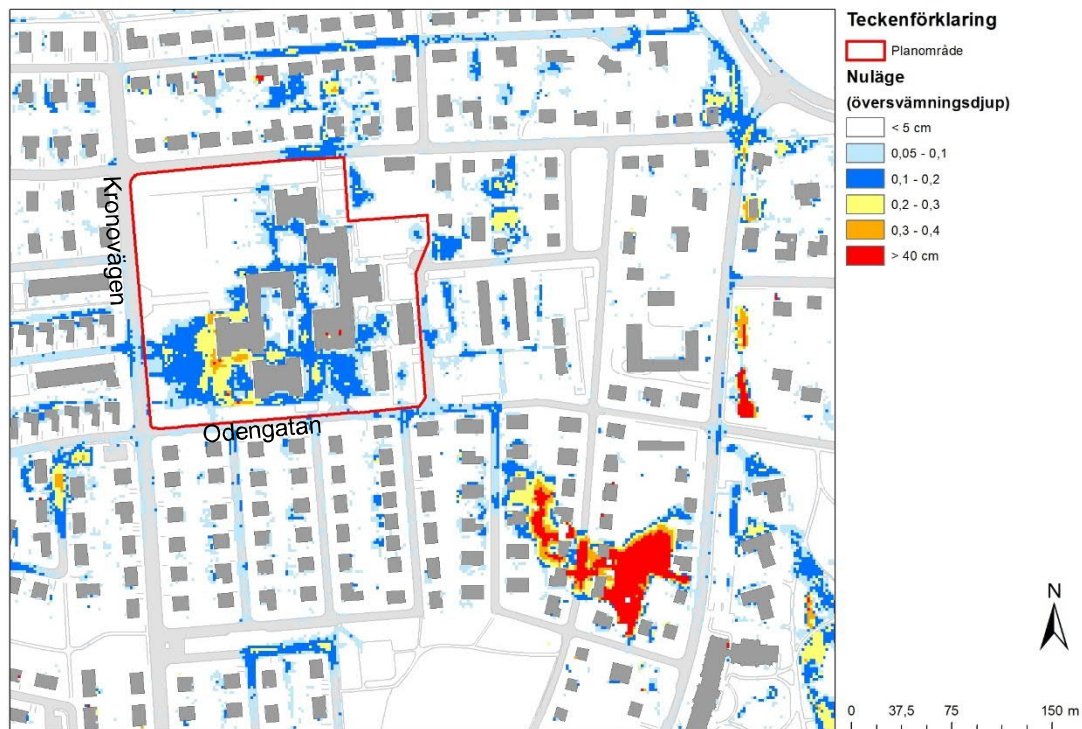 Teckenförklaring
Planområde
Nuläge
(översvämningsdjup)
< 5 cm
0,05 - 0,1
0,1 - 0,2
0,2 - 0,3
0,3 - 0,4
> 40 cm
Kronovägen
Odengatan
N
0 37,5 75 150 m